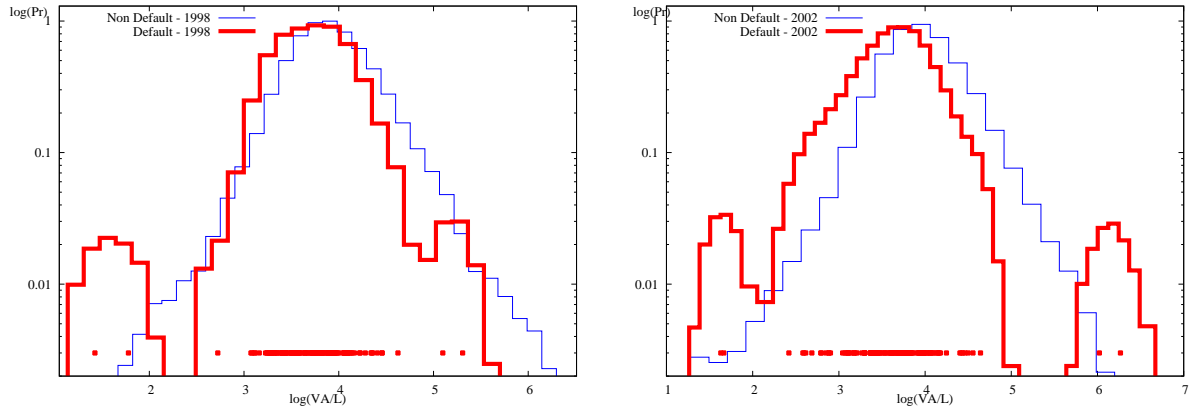 log(Pr)
Non Default - 1998
Default - 1998
1
0.1
0.01
2
3
4
5
6
log(VA/L)
log(Pr)
Non Default - 2002
Default - 2002
1
0.1
0.01
1
2
3
4
5
6
7
log(VA/L)